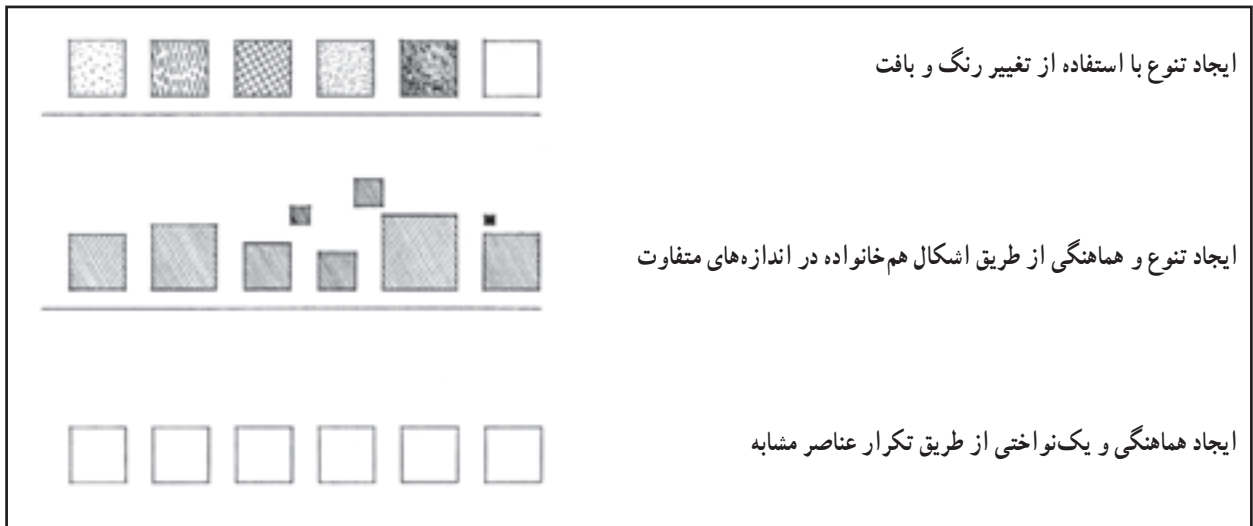 ایجاد تنوع با استفاده از تغییر رنگ و بافت
ایجاد تنوع و هماهنگی از طریق اشکال هم‌خانواده در اندازه‌های متفاوت
ایجاد هماهنگی و یک‌نواختی از طریق تکرار عناصر مشابه